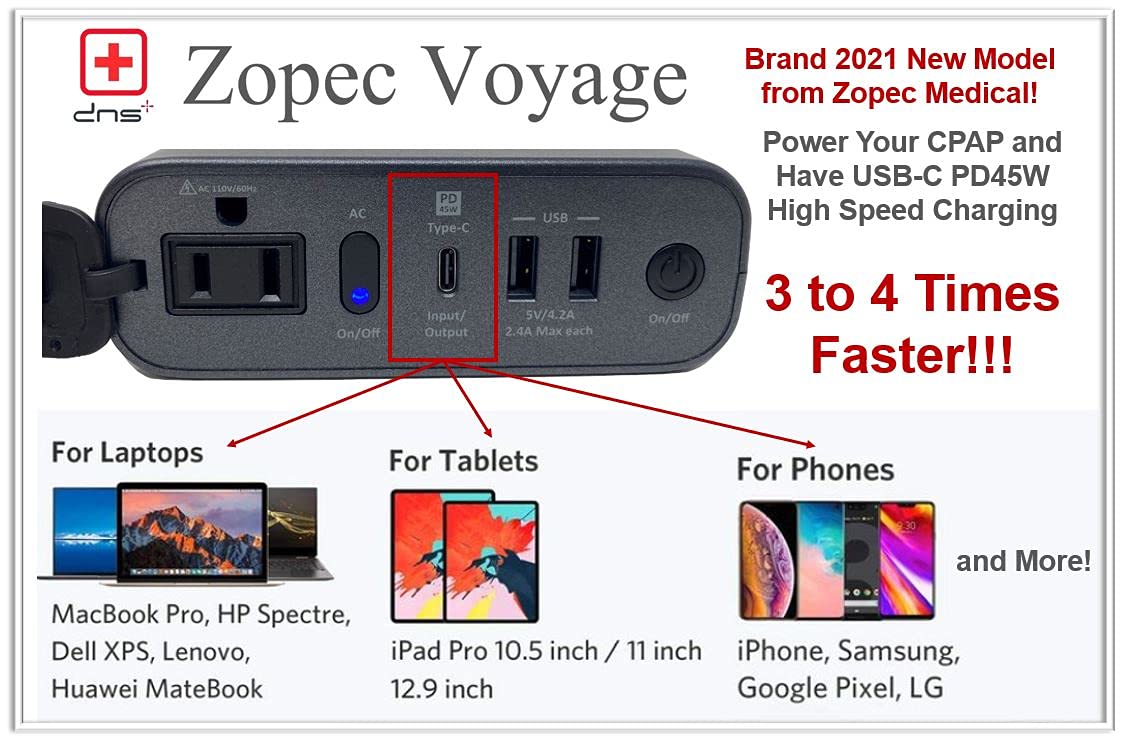 dns+
Zopec Voyage
Brand 2021 New Model
from Zopec Medical!
Power Your CPAP and
Have USB-C PD45W
High Speed Charging
3 to 4 Times
Faster!!!
AC 110V/60Hz
AC
On/Off
PD
45W
Type-C
Input/
Output
USB
5V/4.2A
2.4A Max each
On/Off
For Laptops
MacBook Pro, HP Spectre,
Dell XPS, Lenovo,
Huawei MateBook
For Tablets
iPad Pro 10.5 inch / 11 inch
12.9 inch
For Phones
9:30
iPhone, Samsung,
Google Pixel, LG
and More!